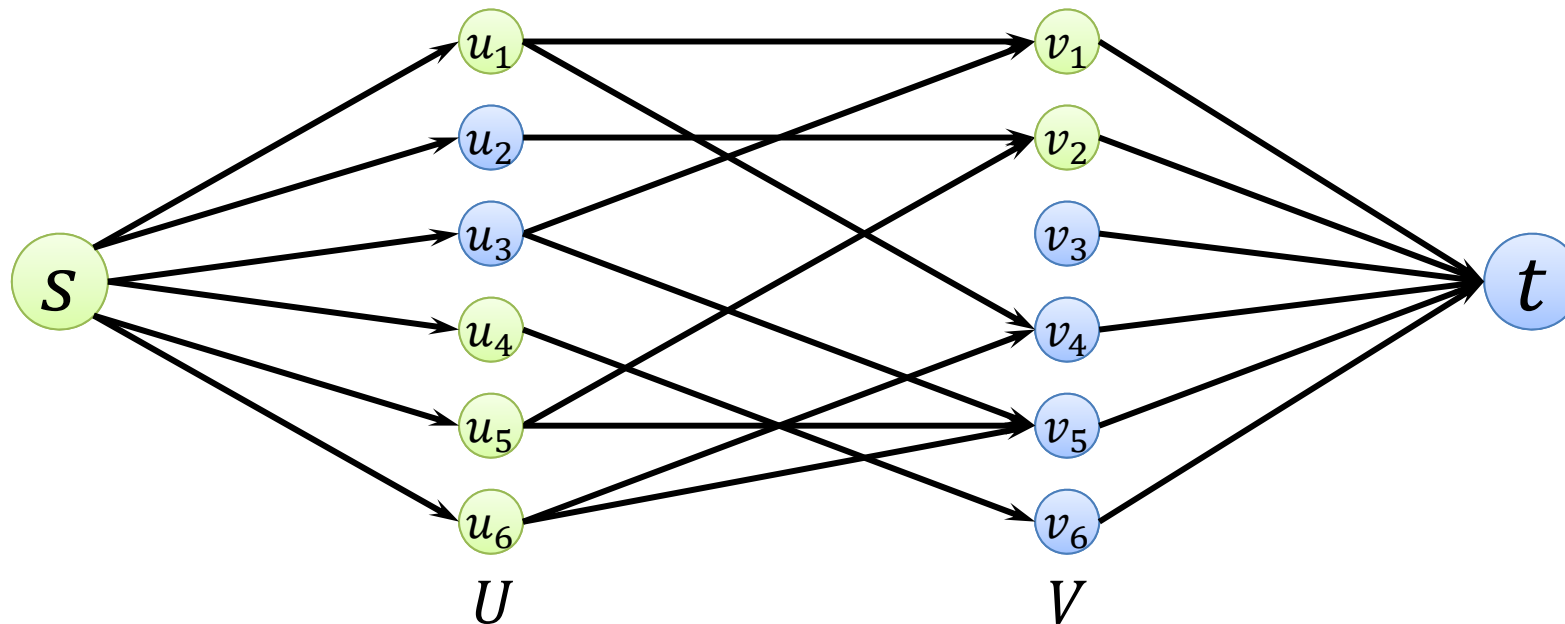 u₁ v₁
u₂ v₂
u₃ v₃
s t
u₄ v₄
u₅ v₅
u₆ v₆
U V